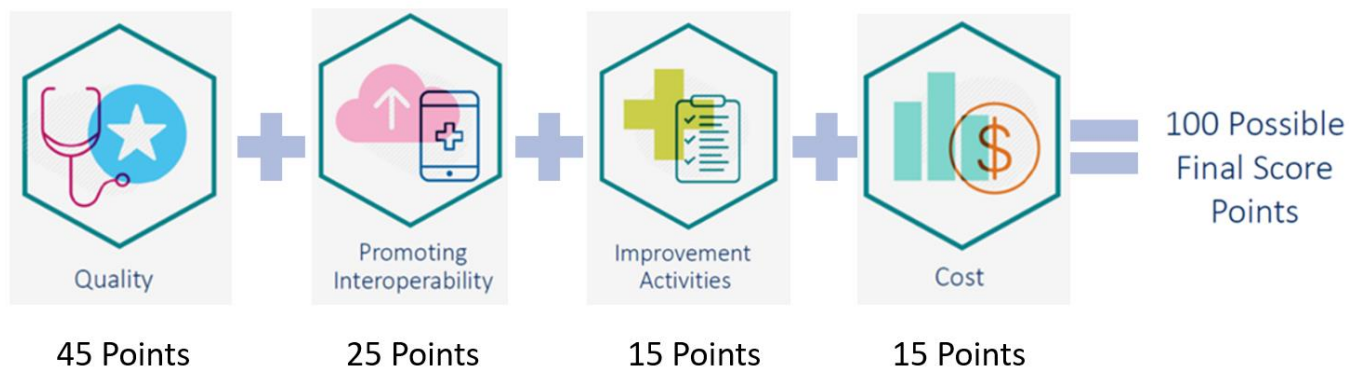 Quality
Promoting
Interoperability
Improvement
Activities
Cost
$
100 Possible
Final Score
Points
45 Points
25 Points
15 Points
15 Points